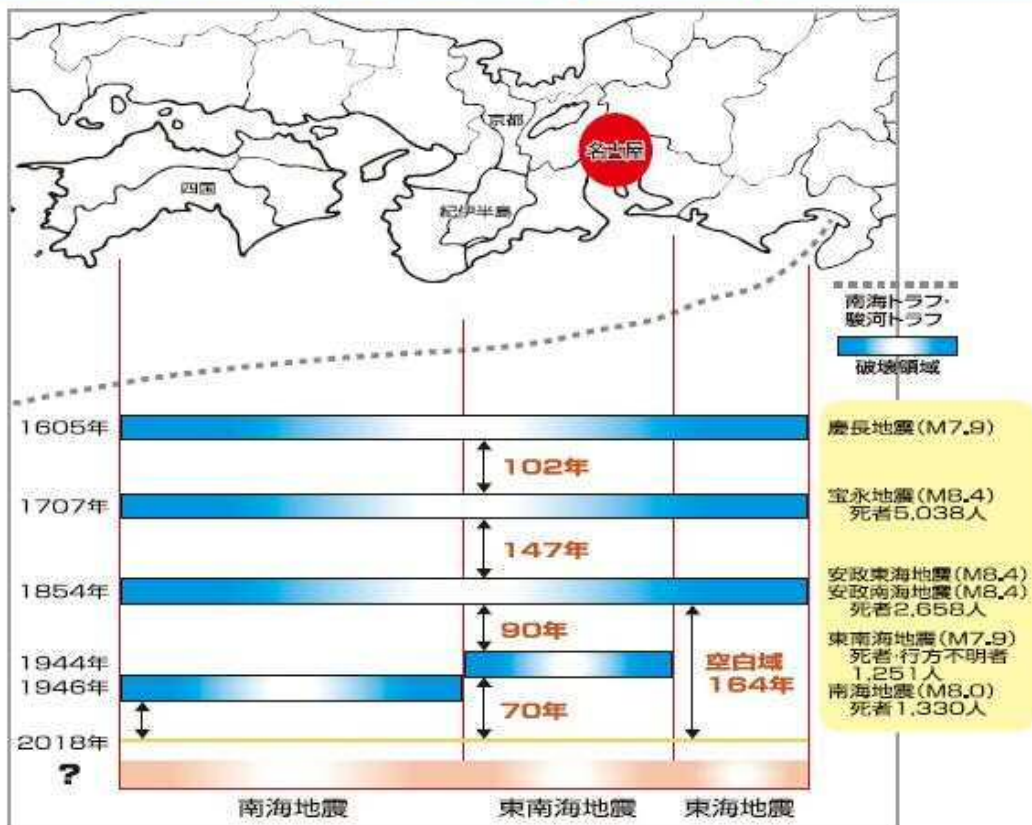 京都
名古屋
四国
紀伊半島
南海トラフ・
駿河トラフ
破壊領域
1605年
慶長地震(M7.9)
102年
1707年
宝永地震(M8.4)
死者5,038人
147年
1854年
安政東海地震(M8.4)
安政南海地震(M8.4)
死者2,658人
90年
1944年
東南海地震(M7.9)
死者・行方不明者
1,251人
空白域
164年
1946年
南海地震(M8.0)
死者1,330人
70年
2018年
?
南海地震
東南海地震
東海地震